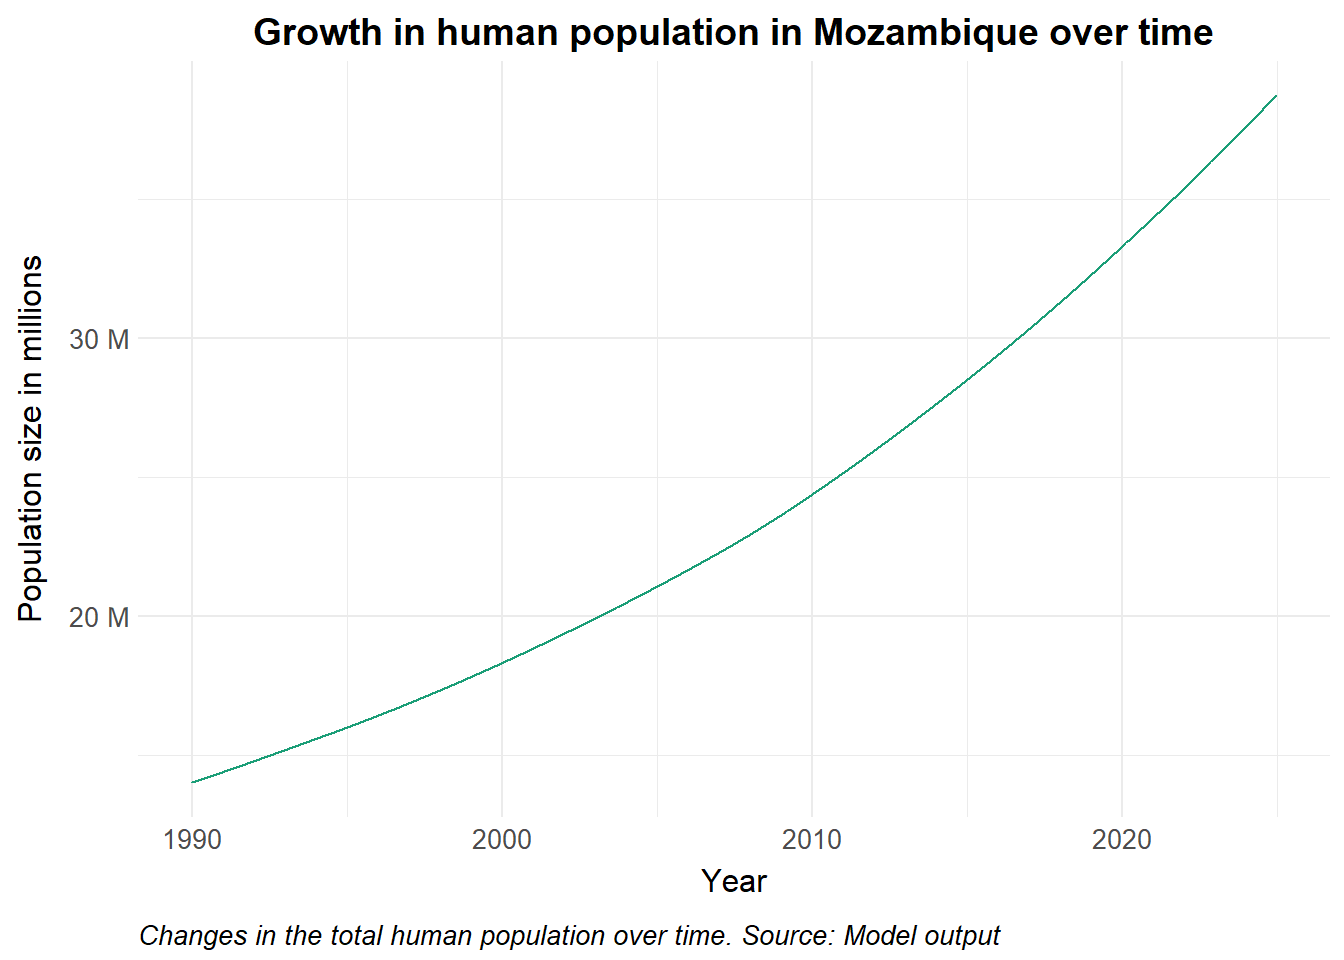 Growth in human population in Mozambique over time
Population size in millions
30 M
20 M
1990
2000
2010
2020
Year
Changes in the total human population over time. Source: Model output